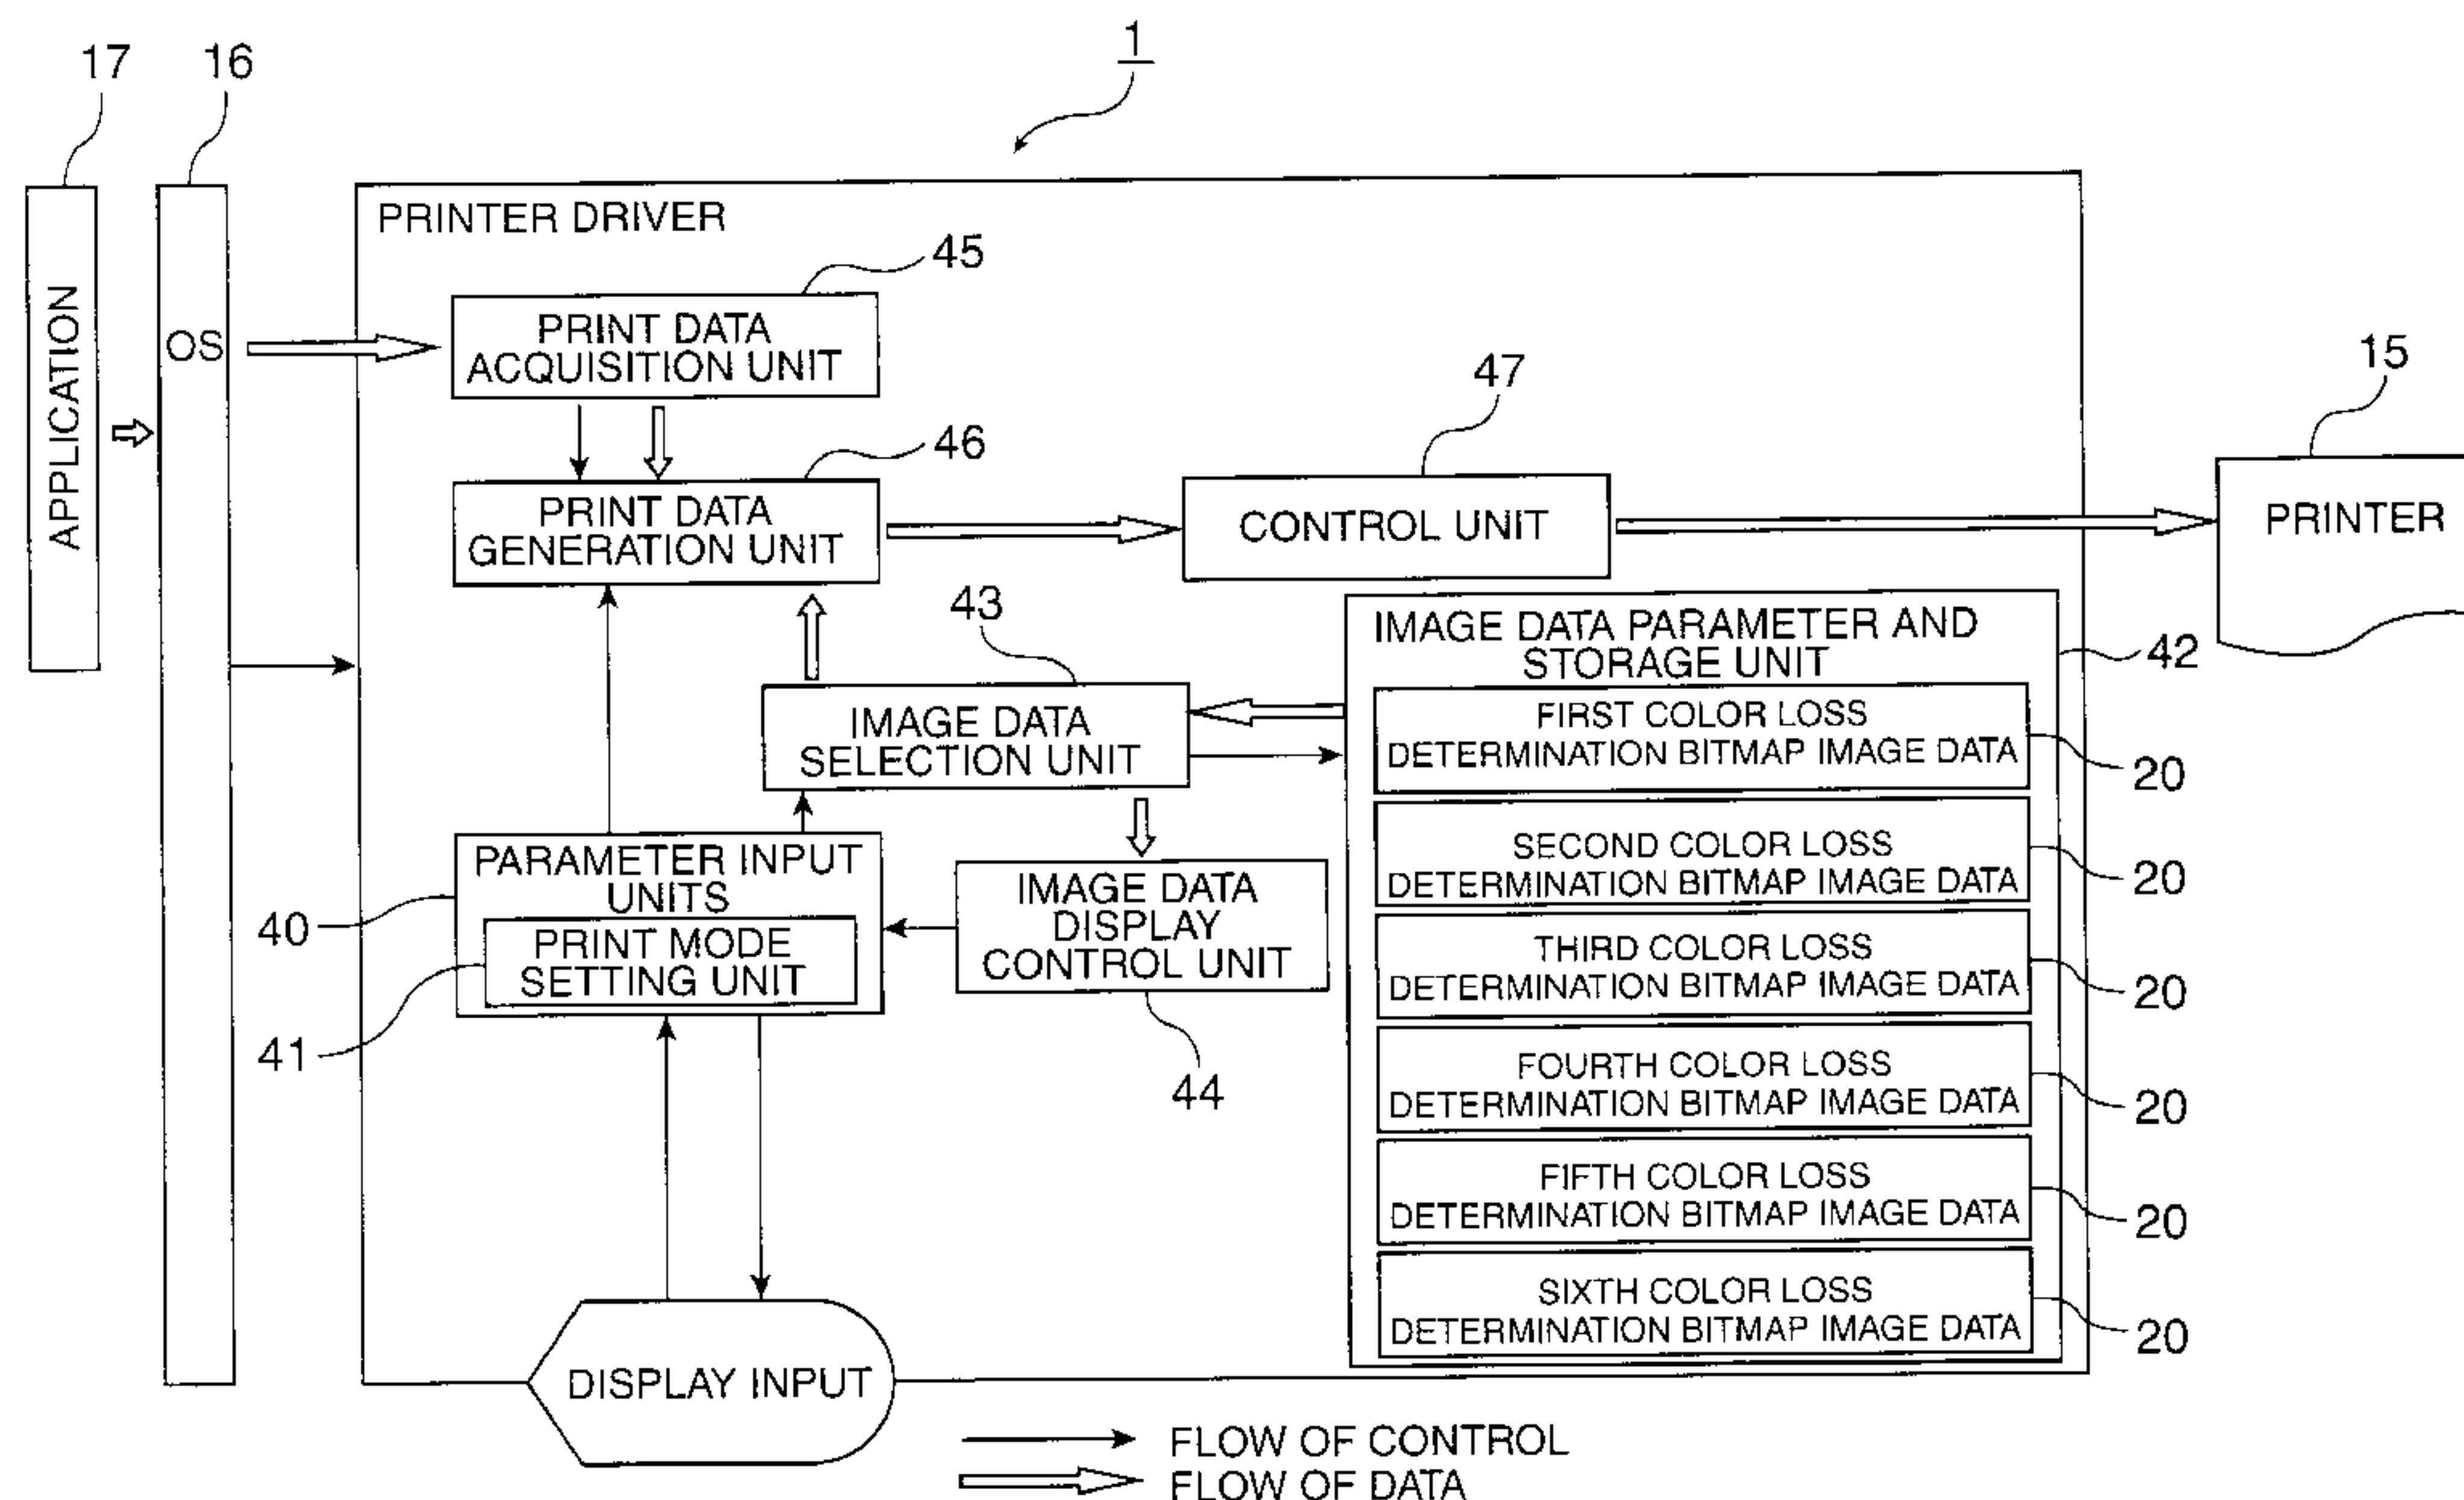 1
17
16
PRINTER DRIVER
45
PRINT DATA
ACQUISITION UNIT
OS
APPLICATION
46
47
15
PRINT DATA
GENERATION UNIT
CONTROL UNIT
PRINTER
43
IMAGE DATA PARAMETER AND
STORAGE UNIT
42
IMAGE DATA
SELECTION UNIT
FIRST COLOR LOSS
DETERMINATION BITMAP IMAGE DATA
20
SECOND COLOR LOSS
DETERMINATION BITMAP IMAGE DATA
20
PARAMETER INPUT
UNITS
40
PRINT MODE
SETTING UNIT
41
IMAGE DATA
DISPLAY
CONTROL UNIT
44
THIRD COLOR LOSS
DETERMINATION BITMAP IMAGE DATA
20
FOURTH COLOR LOSS
DETERMINATION BITMAP IMAGE DATA
20
FIFTH COLOR LOSS
DETERMINATION BITMAP IMAGE DATA
20
SIXTH COLOR LOSS
DETERMINATION BITMAP IMAGE DATA
20
DISPLAY INPUT
FLOW OF CONTROL
FLOW OF DATA